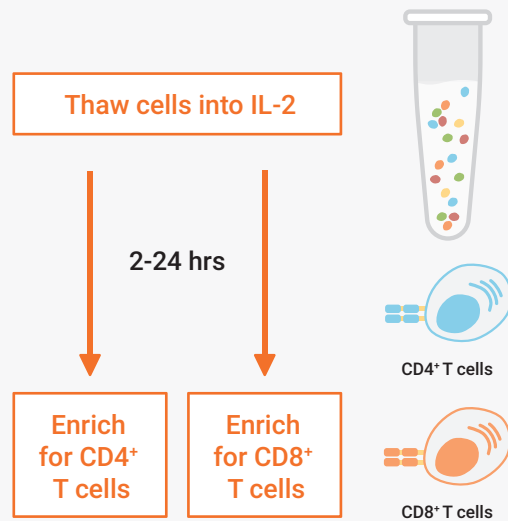 Thaw cells into IL-2
2-24 hrs
CD4⁺ T cells
Enrich
for CD4⁺
T cells
Enrich
for CD8⁺
T cells
CD8⁺ T cells